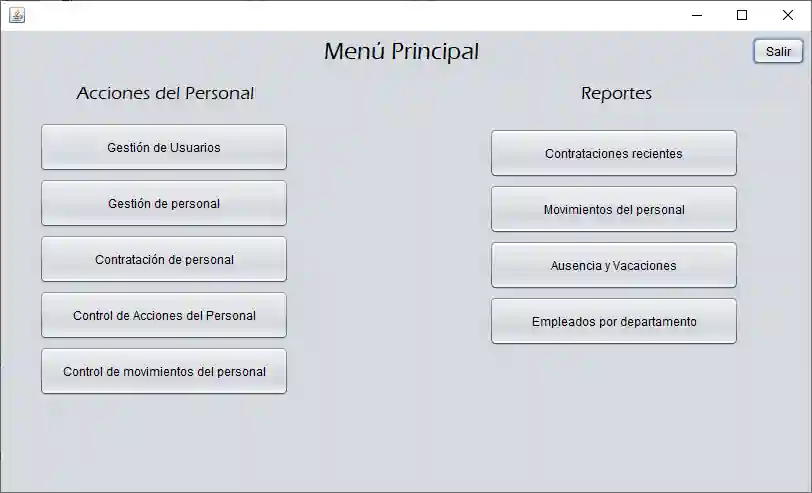 Menú Principal
Salir
Acciones del Personal
Gestión de Usuarios
Gestión de personal
Contratación de personal
Control de Acciones del Personal
Control de movimientos del personal
Reportes
Contrataciones recientes
Movimientos del personal
Ausencia y Vacaciones
Empleados por departamento